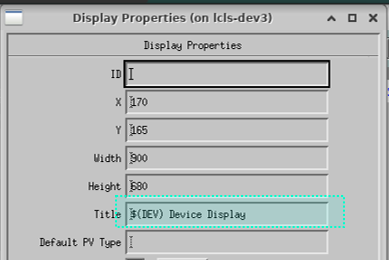 Display Properties (on lcls-dev3)
Display Properties
ID
X 170
Y 165
Width 900
Height 680
Title $(DEV) Device Display
Default PV Type